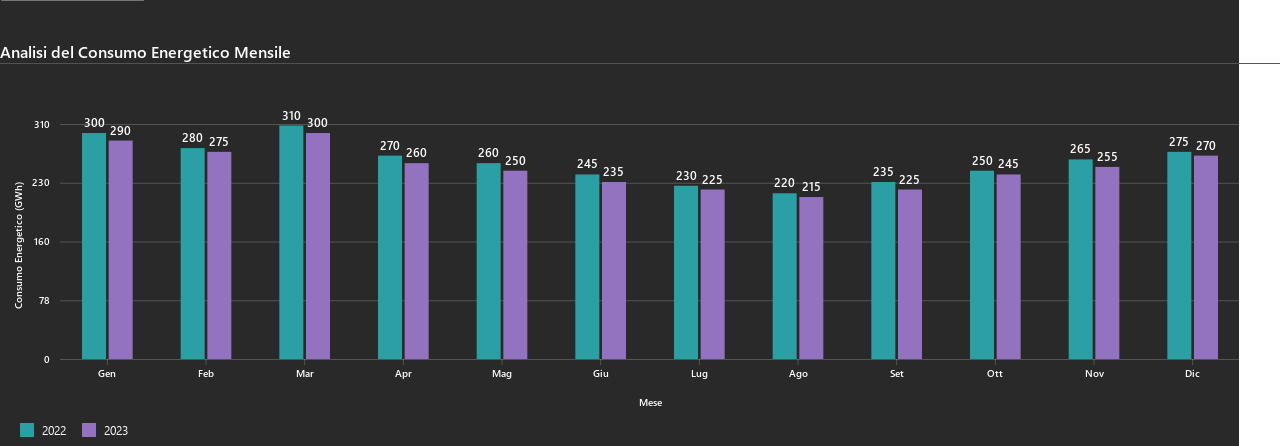 Analisi del Consumo Energetico Mensile
Consumo Energetico (GWh)
310
230
160
78
0
300 290 280 275 310 300 270 260 260 250 245 235 230 225 220 215 235 225 250 245 265 255 275 270
Gen Feb Mar Apr Mag Giu Lug Ago Set Ott Nov Dic
Mese
2022 2023